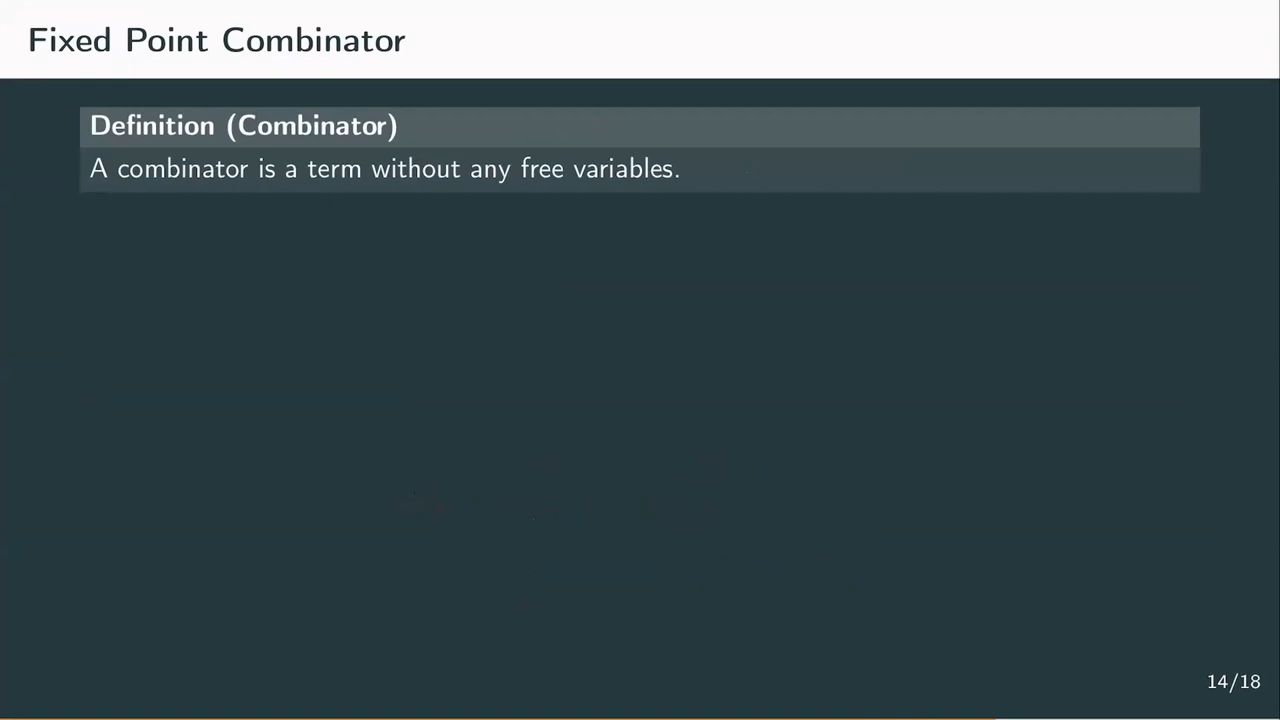 Fixed Point Combinator
Definition (Combinator)
A combinator is a term without any free variables.
14/18